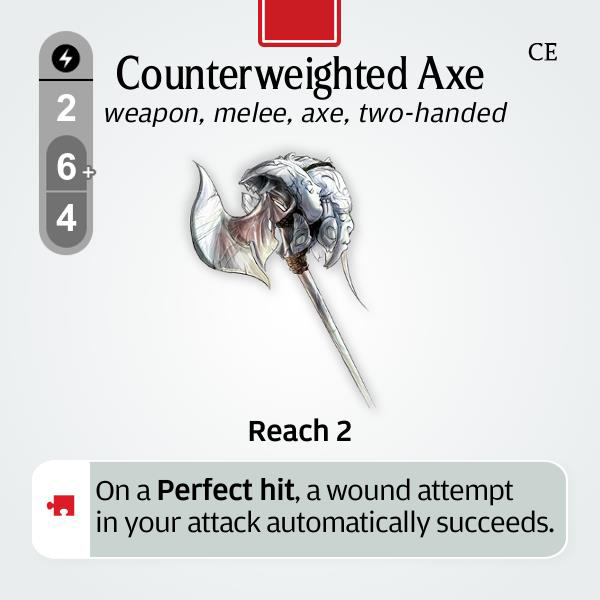 Counterweighted Axe
CE
weapon, melee, axe, two-handed
2
6+
4
Reach 2
On a Perfect hit, a wound attempt
in your attack automatically succeeds.